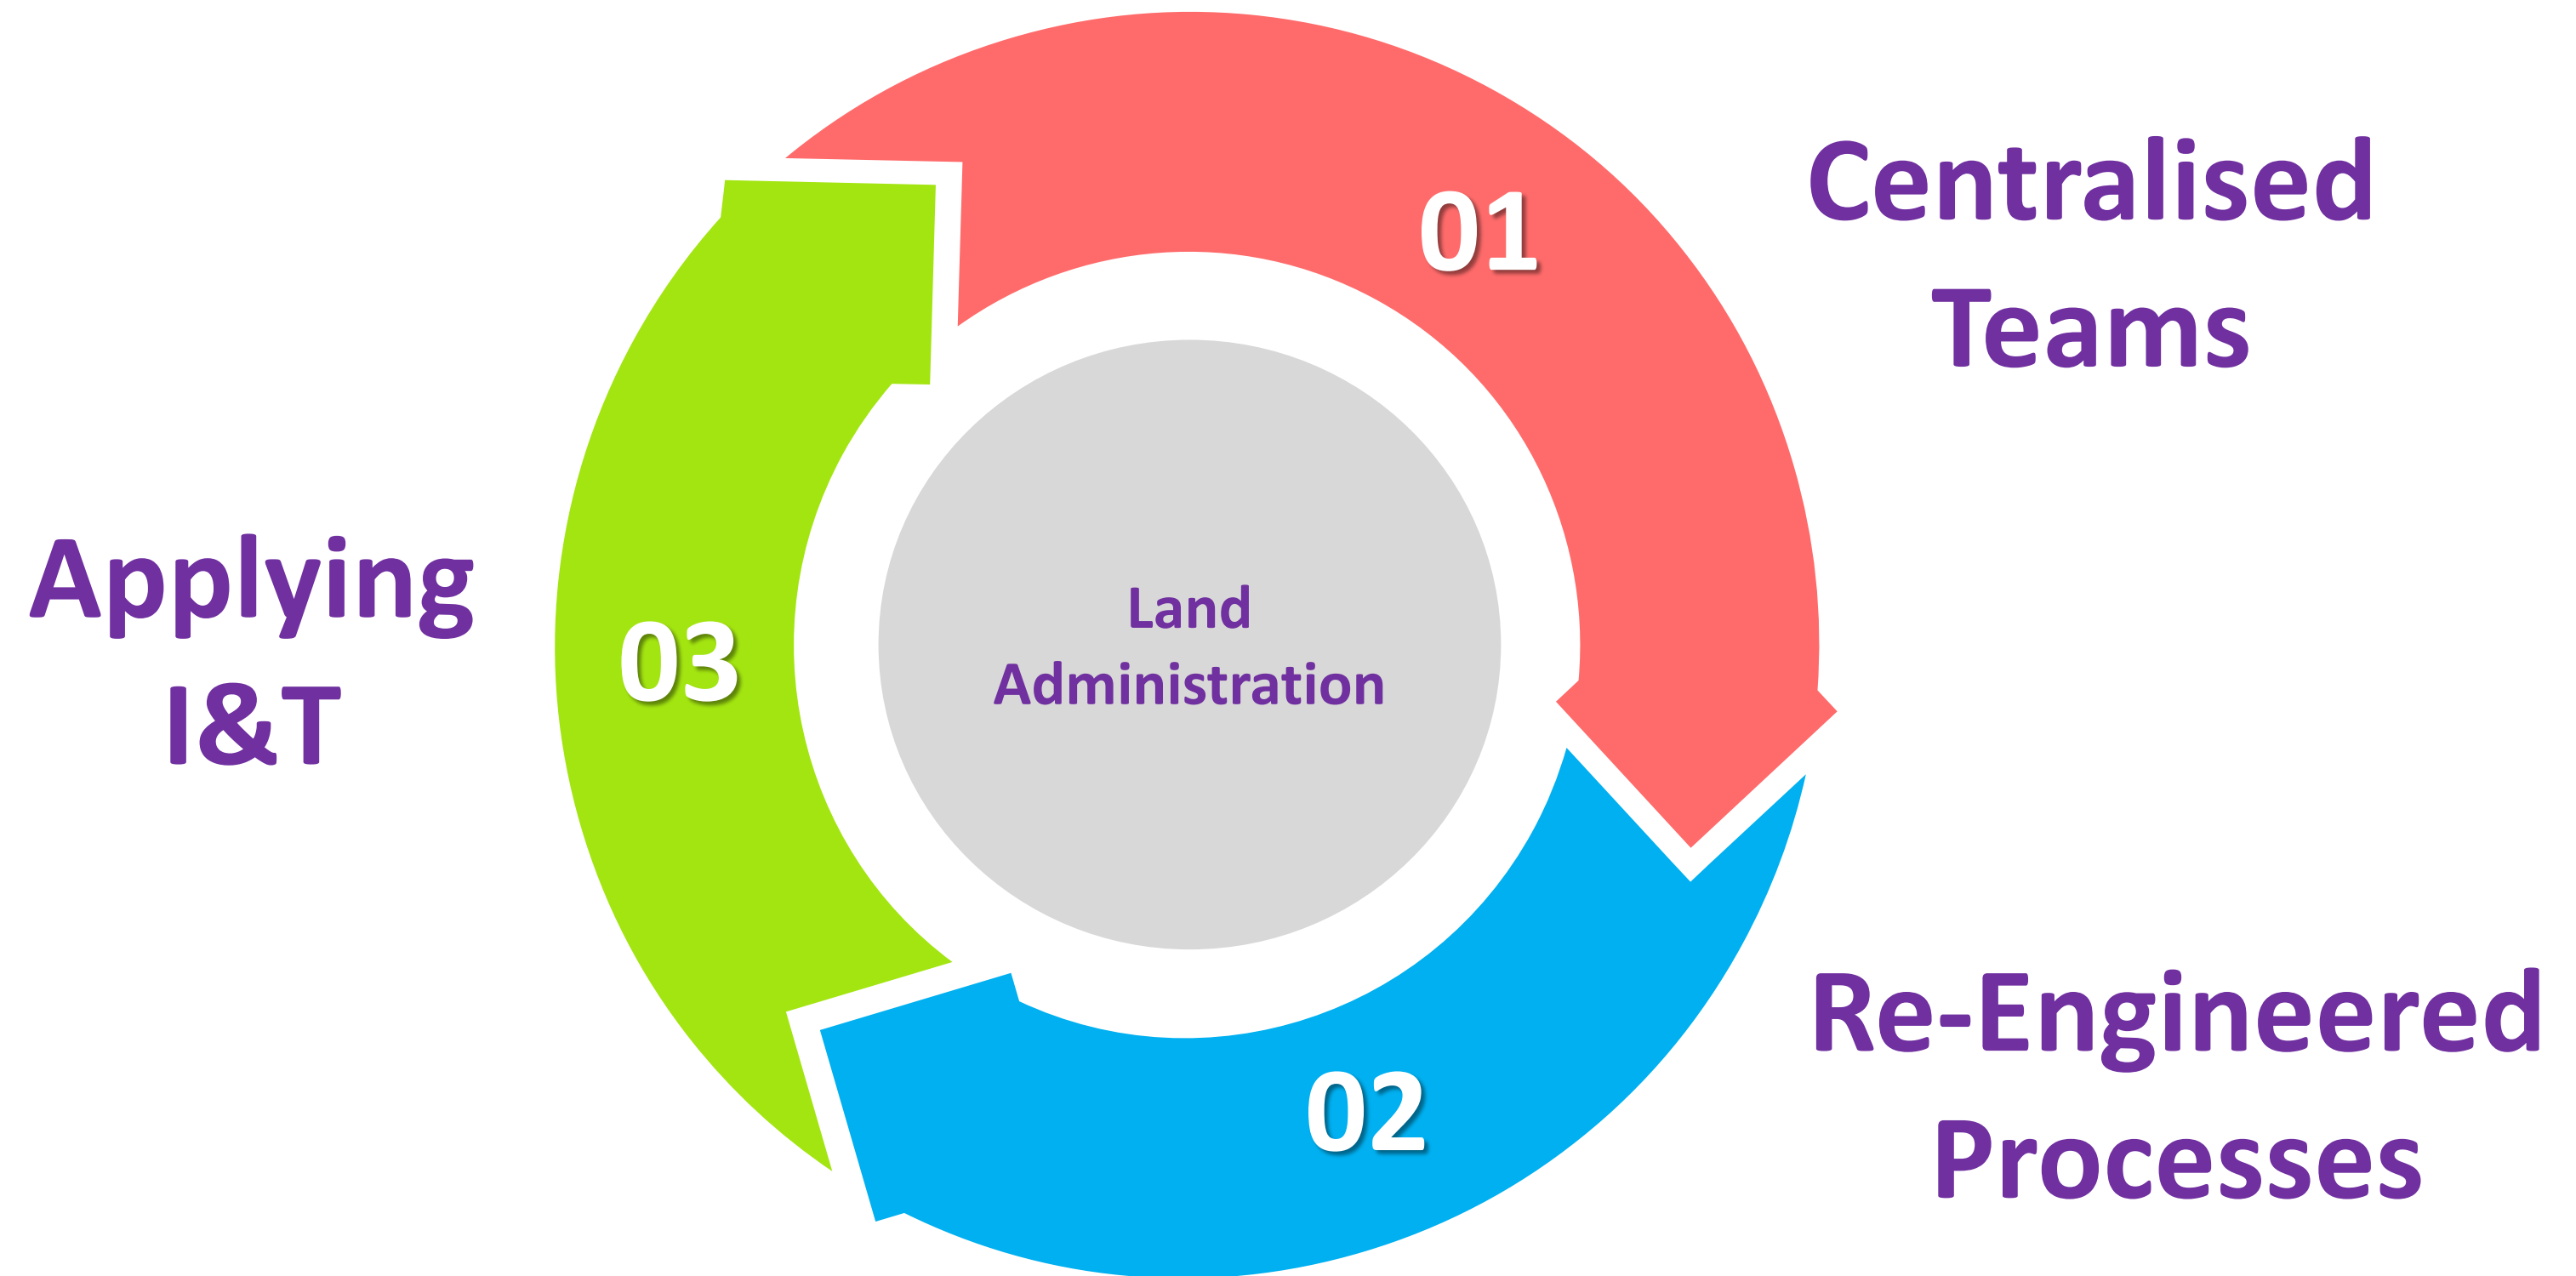 01
Centralised
Teams
02
Re-Engineered
Processes
03
Applying
I&T
Land
Administration